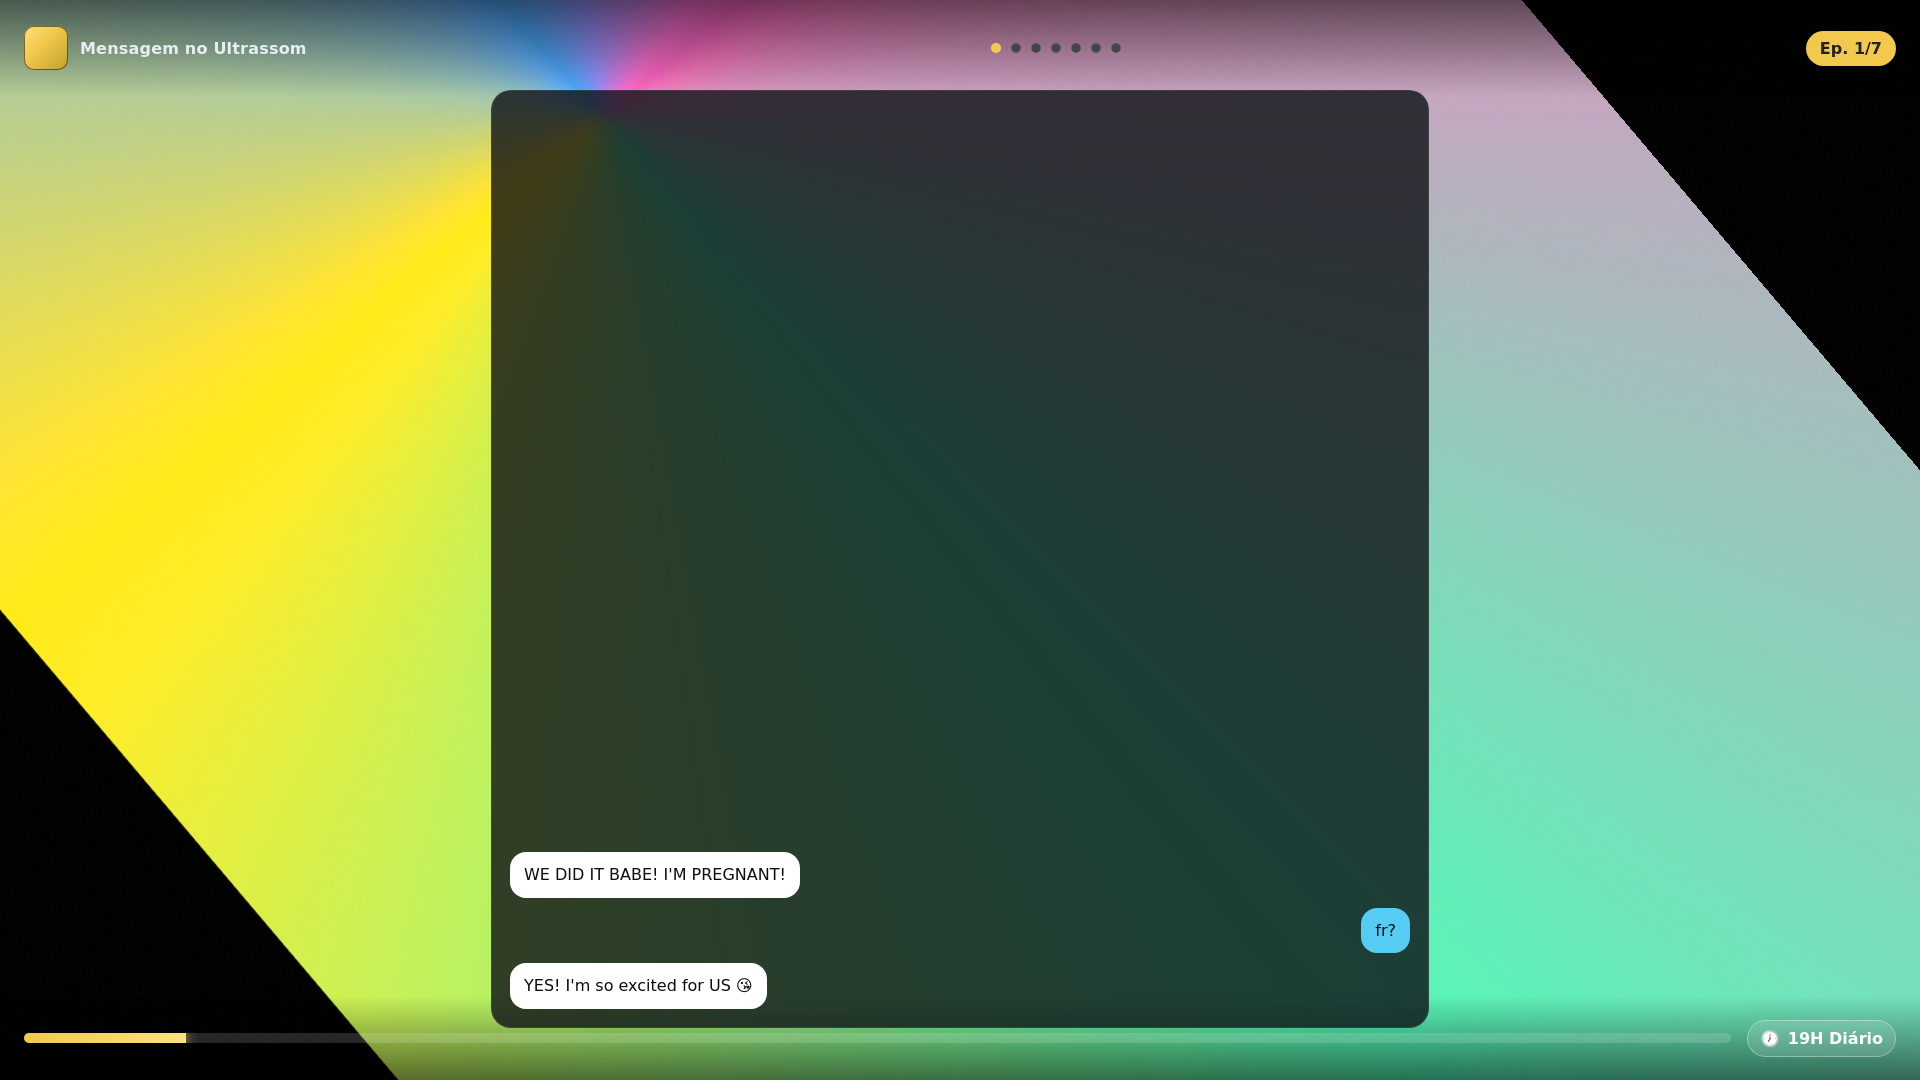 Mensagem no Ultrassom
Ep. 1/7
WE DID IT BABE! I'M PREGNANT!
fr?
YES! I'm so excited for US 😘
19H Diário